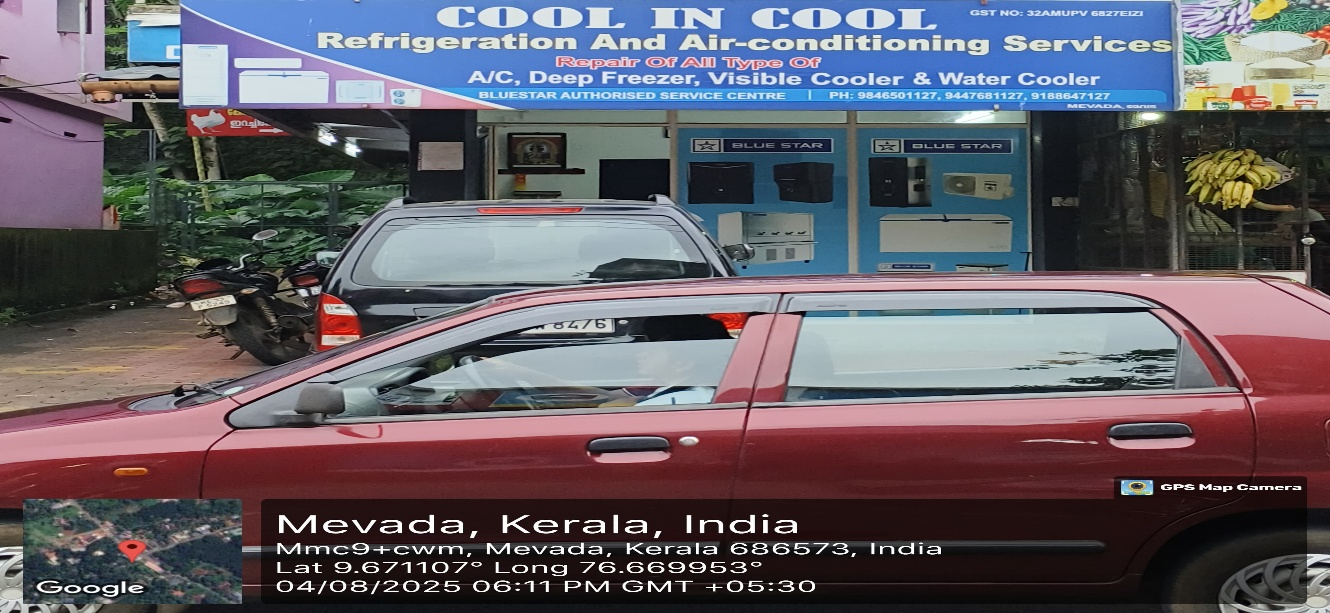 COOL IN COOL
GST NO: 32AMUPV 6827EIZI
Refrigeration And Air-conditioning Services
Repair Of All Type Of
A/C, Deep Freezer, Visible Cooler & Water Cooler
BLUESTAR AUTHORISED SERVICE CENTRE | PH: 9846501127, 9447681127, 9188647127
MEVADA,
BLUE STAR
BLUE STAR
8476
GPS Map Camera
Mevada, Kerala, India
Mmc9+cwm, Mevada, Kerala 686573, India
Lat 9.671107° Long 76.669953°
04/08/2025 06:11 PM GMT +05:30
Google